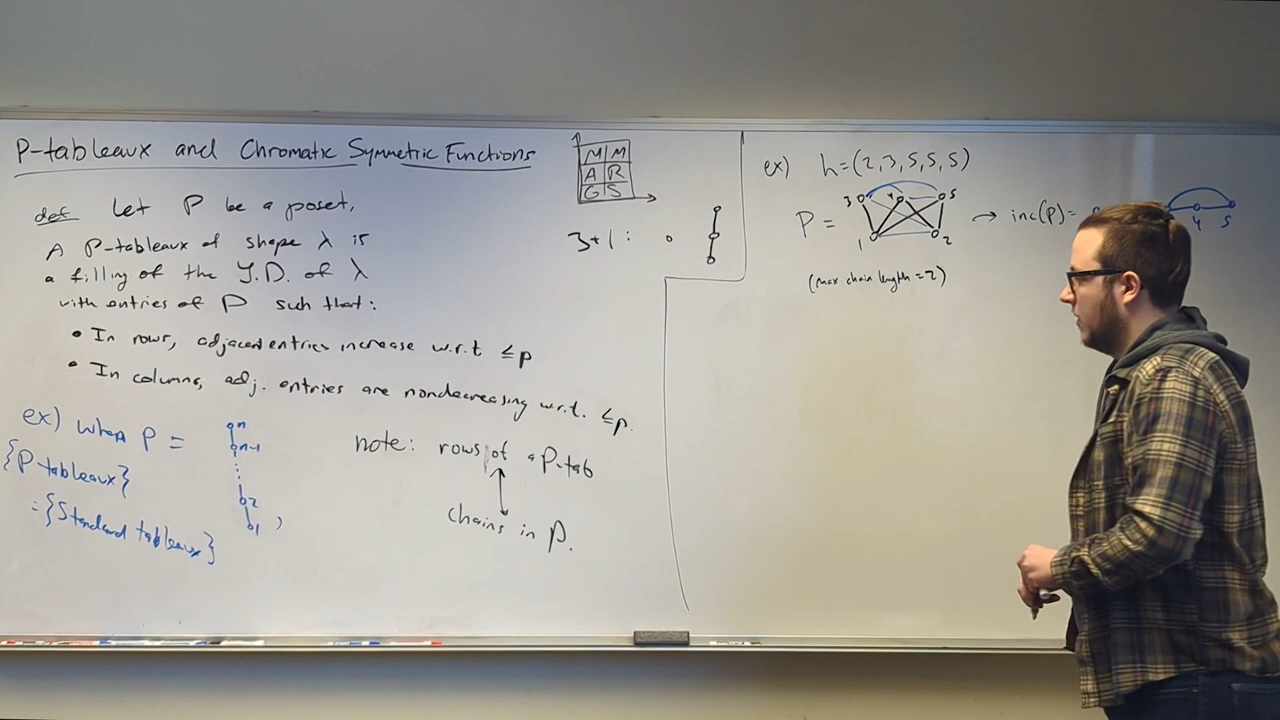 P-tableaux and Chromatic Symmetric Functions
M M
A R
G S
def Let P be a poset,
A P-tableaux of shape λ is
a filling of the Y.D. of λ
with entries of P such that:
• In rows, adjacent entries increase w.r.t ≤p
• In columns, adj. entries are nondecreasing w.r.t. ≤p.
ex) when P =
n
n-1
2
1 ,
{P-tableaux}
={Standard tableaux}
note: rows of a P-tab
chains in P.
3+1:
ex) h=(2,3,5,5,5)
P =
3 4 5
1 2
→ inc(P)=
4 5
(max chain length = 2)